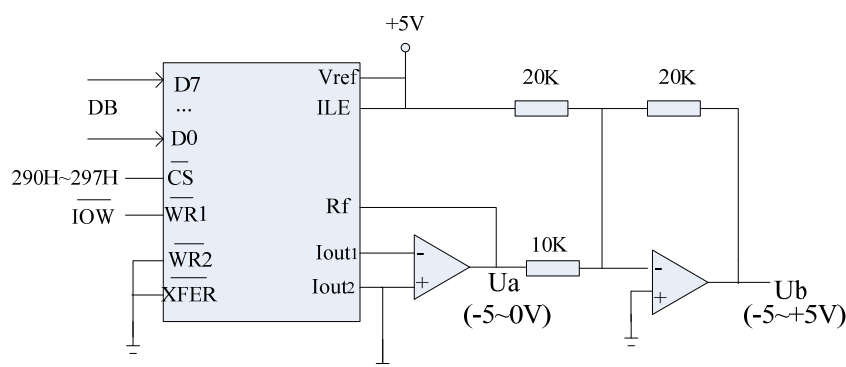 +5V
D7
Vref
20K
20K
DB
...
ILE
D0
290H~297H
CS
IOW
WR1
Rf
WR2
Iout1
-
10K
-
XFER
Iout2
+
Ua
(-5~0V)
+
Ub
(-5~+5V)